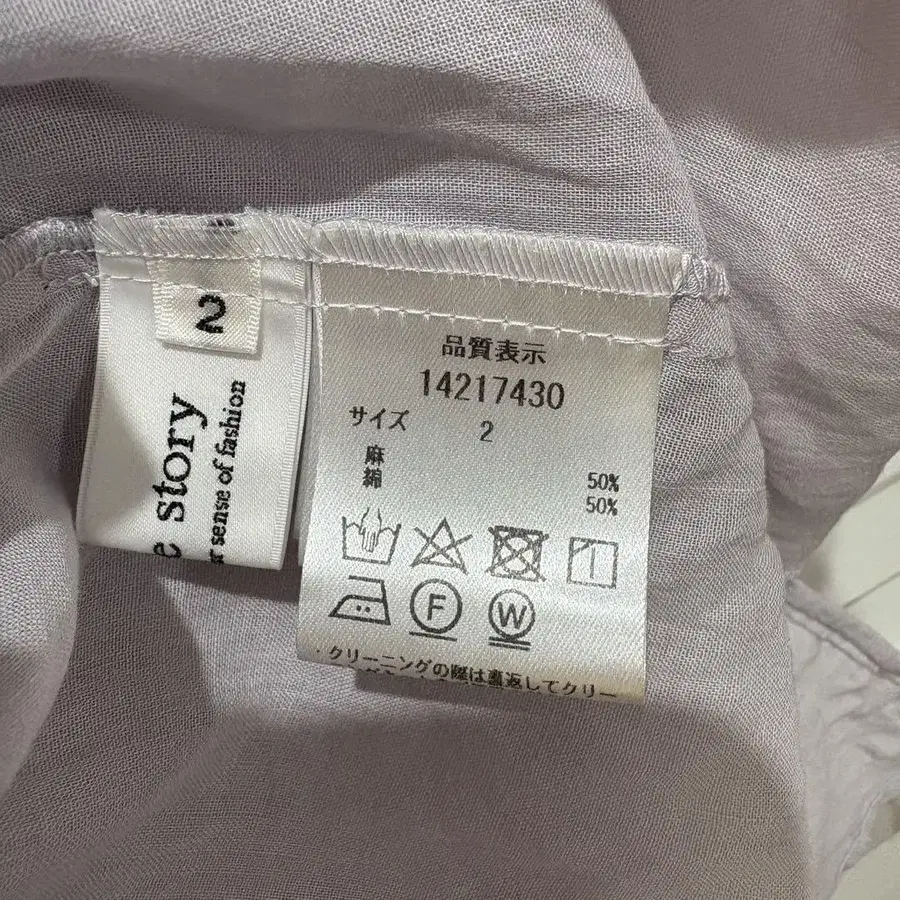 2
e story
r sense of fashion
品質表示
14217430
サイズ 2
麻 50%
綿 50%
F
W
・クリーニングの際は裏返してクリー